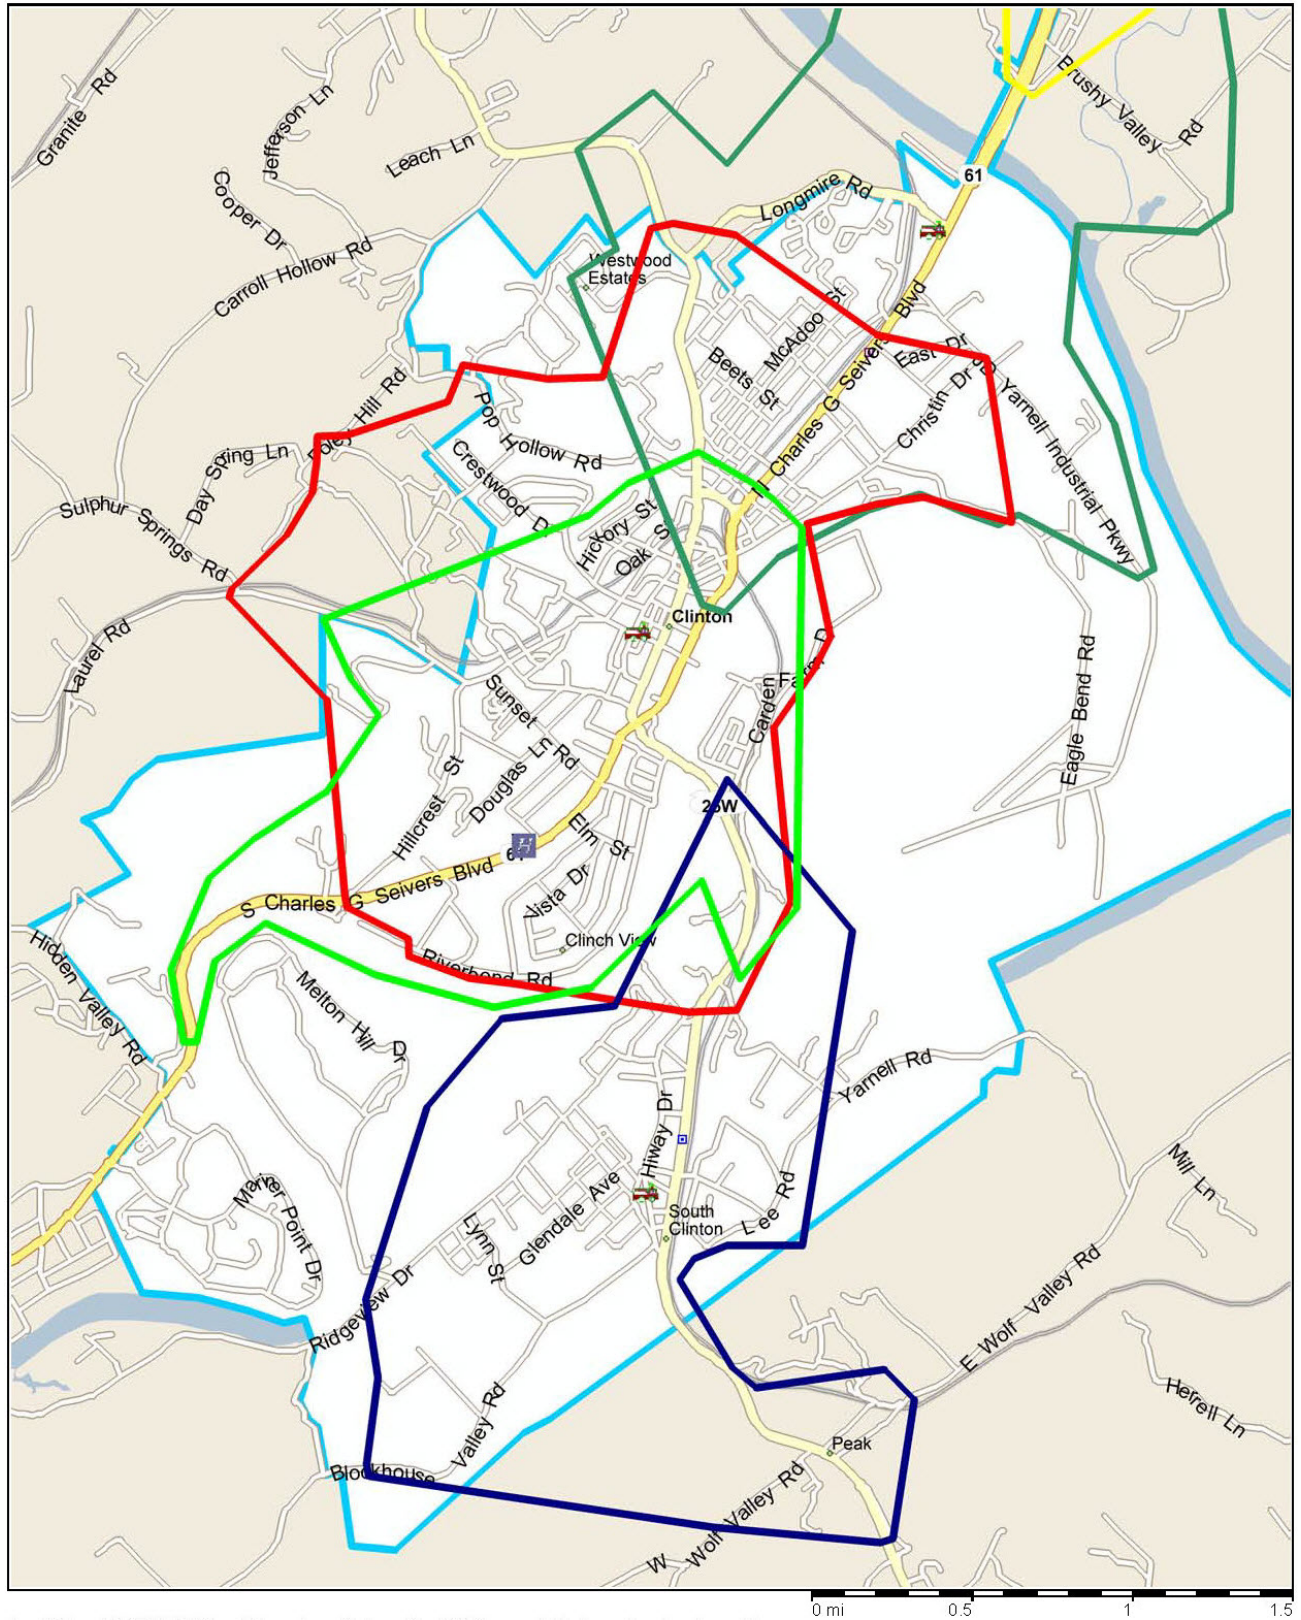 Granite Rd
Jefferson Ln
Leach Ln
Cooper Dr
Carroll Hollow Rd
Brushy Valley Rd
61
Longmire Rd
Westwood
Estates
McAdoo St
Beets St
N Charles G Seivers Blvd
East Dr
Christin Dr
Yarnell Industrial Pkwy
Foley Hill Rd
Pop Hollow Rd
Day Spring Ln
Crestwood Dr
Sulphur Springs Rd
Hickory St
Oak St
Clinton
Laurel Rd
Carden Farm D
Eagle Bend Rd
Sunset Rd
Douglas Ln
Hillcrest St
Elm St
25W
61
H
S Charles G Seivers Blvd
Vista Dr
Clinch View
Riverbend Rd
Hidden Valley Rd
Melton Hill Dr
Yarnell Rd
Hiway Dr
Mariner Point Dr
Glendale Ave
Lynn St
South
Clinton
Lee Rd
Mill Ln
Ridgeview Dr
E Wolf Valley Rd
Herrell Ln
Blockhouse Valley Rd
Peak
W Wolf Valley Rd
0 mi 0.5 1 1.5